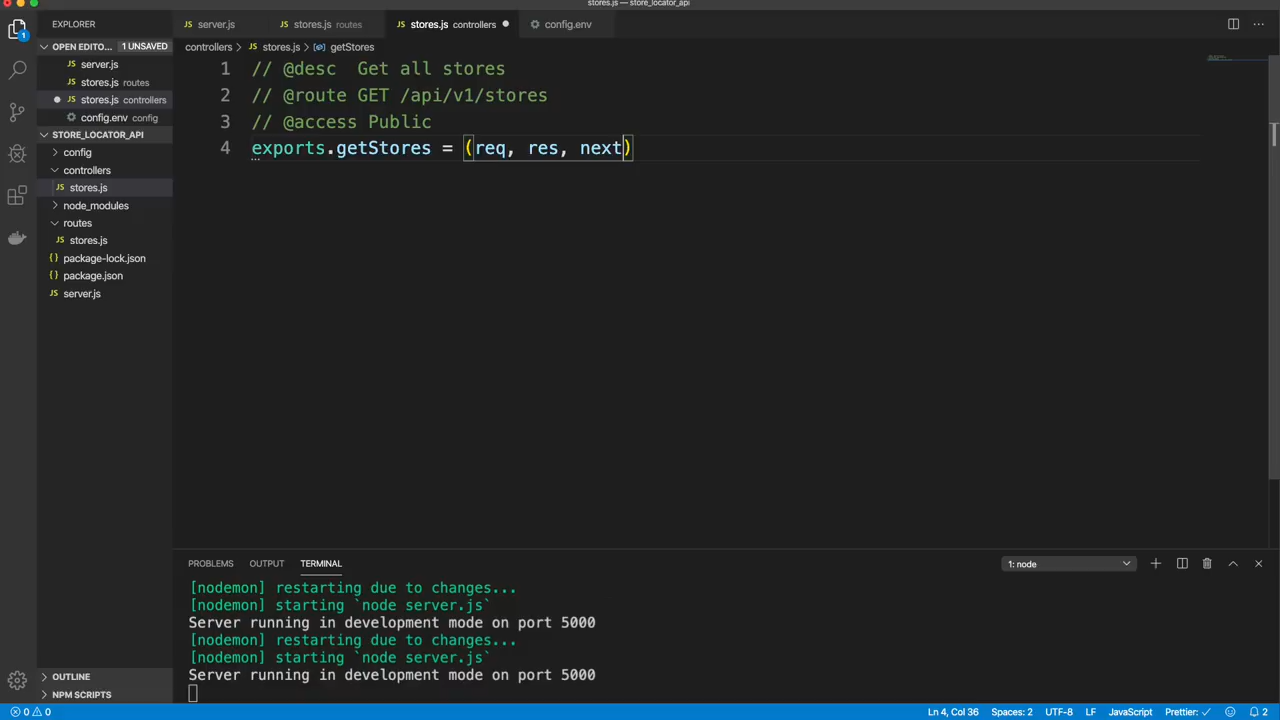 stores.js — store_locator_api
EXPLORER
server.js
stores.js routes
stores.js controllers
config.env
1
OPEN EDITO... 1 UNSAVED
controllers > stores.js > getStores
server.js
stores.js routes
stores.js controllers
config.env config
STORE_LOCATOR_API
config
controllers
stores.js
node_modules
routes
stores.js
package-lock.json
package.json
server.js
1 // @desc Get all stores
2 // @route GET /api/v1/stores
3 // @access Public
4 exports.getStores = (req, res, next)
PROBLEMS OUTPUT TERMINAL
1: node
[nodemon] restarting due to changes...
[nodemon] starting `node server.js`
Server running in development mode on port 5000
[nodemon] restarting due to changes...
[nodemon] starting `node server.js`
Server running in development mode on port 5000
OUTLINE
NPM SCRIPTS
0 0
Ln 4, Col 36 Spaces: 2 UTF-8 LF JavaScript Prettier: ✓ 2